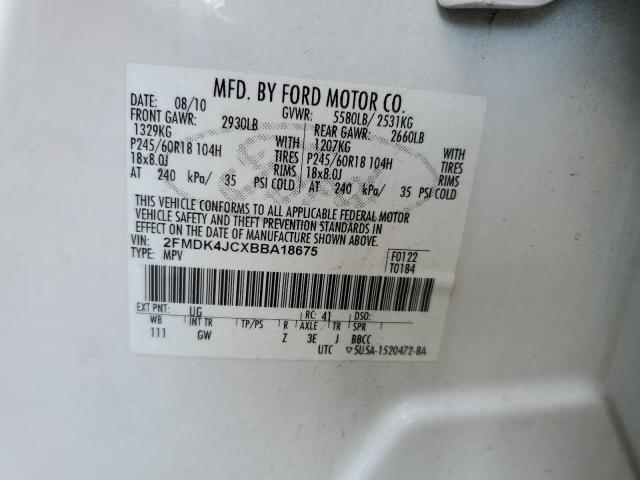 MFD. BY FORD MOTOR CO.
DATE: 08/10 GVWR: 5580LB/ 2531KG
FRONT GAWR: 2930LB REAR GAWR: 2660LB
1329KG WITH 1207KG WITH
P245/60R18 104H TIRES P245/60R18 104H TIRES
18x8.0J RIMS 18x8.0J RIMS
AT 240 kPa/ 35 PSI COLD AT 240 kPa/ 35 PSI COLD
THIS VEHICLE CONFORMS TO ALL APPLICABLE FEDERAL MOTOR
VEHICLE SAFETY AND THEFT PREVENTION STANDARDS IN
EFFECT ON THE DATE OF MANUFACTURE SHOWN ABOVE.
VIN: 2FMDK4JCXBBA18675 F0122
TYPE: MPV T0184
EXT PNT: UG RC: 41 DSO:
WB INT TR TP/PS R AXLE TR SPR
111 GW Z 3E J BBCC
UTC ▽5U5A-1520472-BA